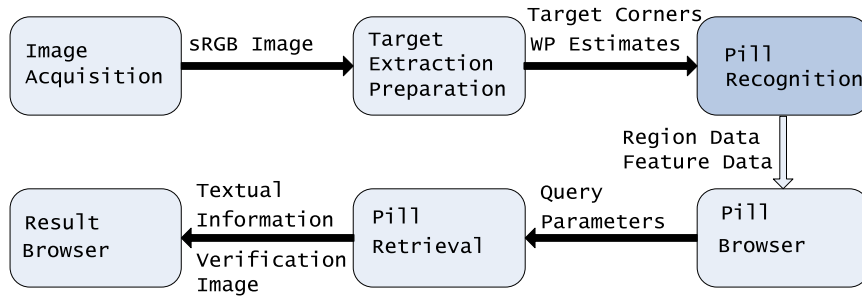 Image
Acquisition
sRGB Image
Target
Extraction
Preparation
Target Corners
WP Estimates
Pill
Recognition
Region Data
Feature Data
Pill
Browser
Query
Parameters
Pill
Retrieval
Textual
Information
Verification
Image
Result
Browser